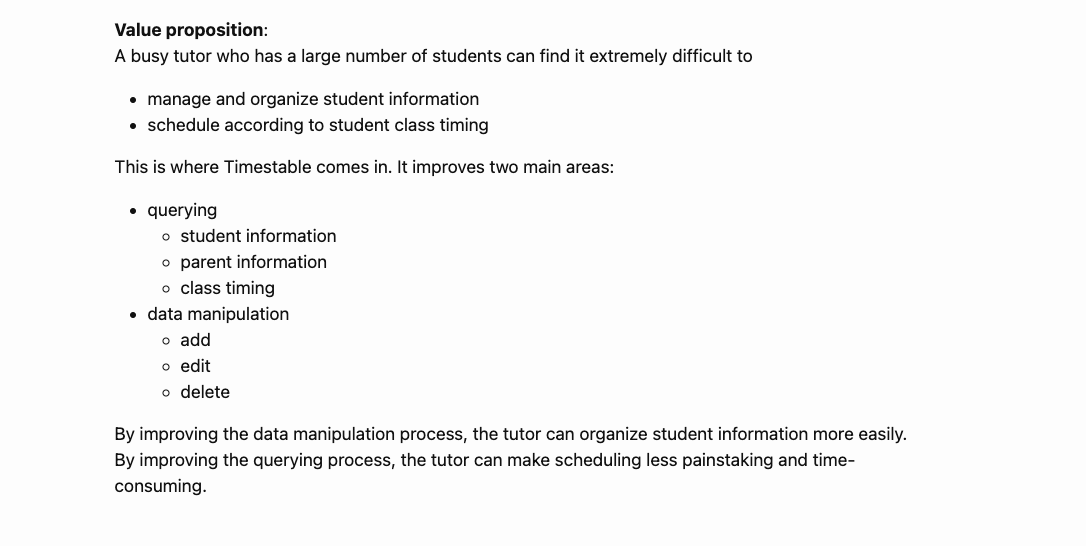 Value proposition:
A busy tutor who has a large number of students can find it extremely difficult to
• manage and organize student information
• schedule according to student class timing
This is where Timestable comes in. It improves two main areas:
• querying
◦ student information
◦ parent information
◦ class timing
• data manipulation
◦ add
◦ edit
◦ delete
By improving the data manipulation process, the tutor can organize student information more easily.
By improving the querying process, the tutor can make scheduling less painstaking and time-
consuming.